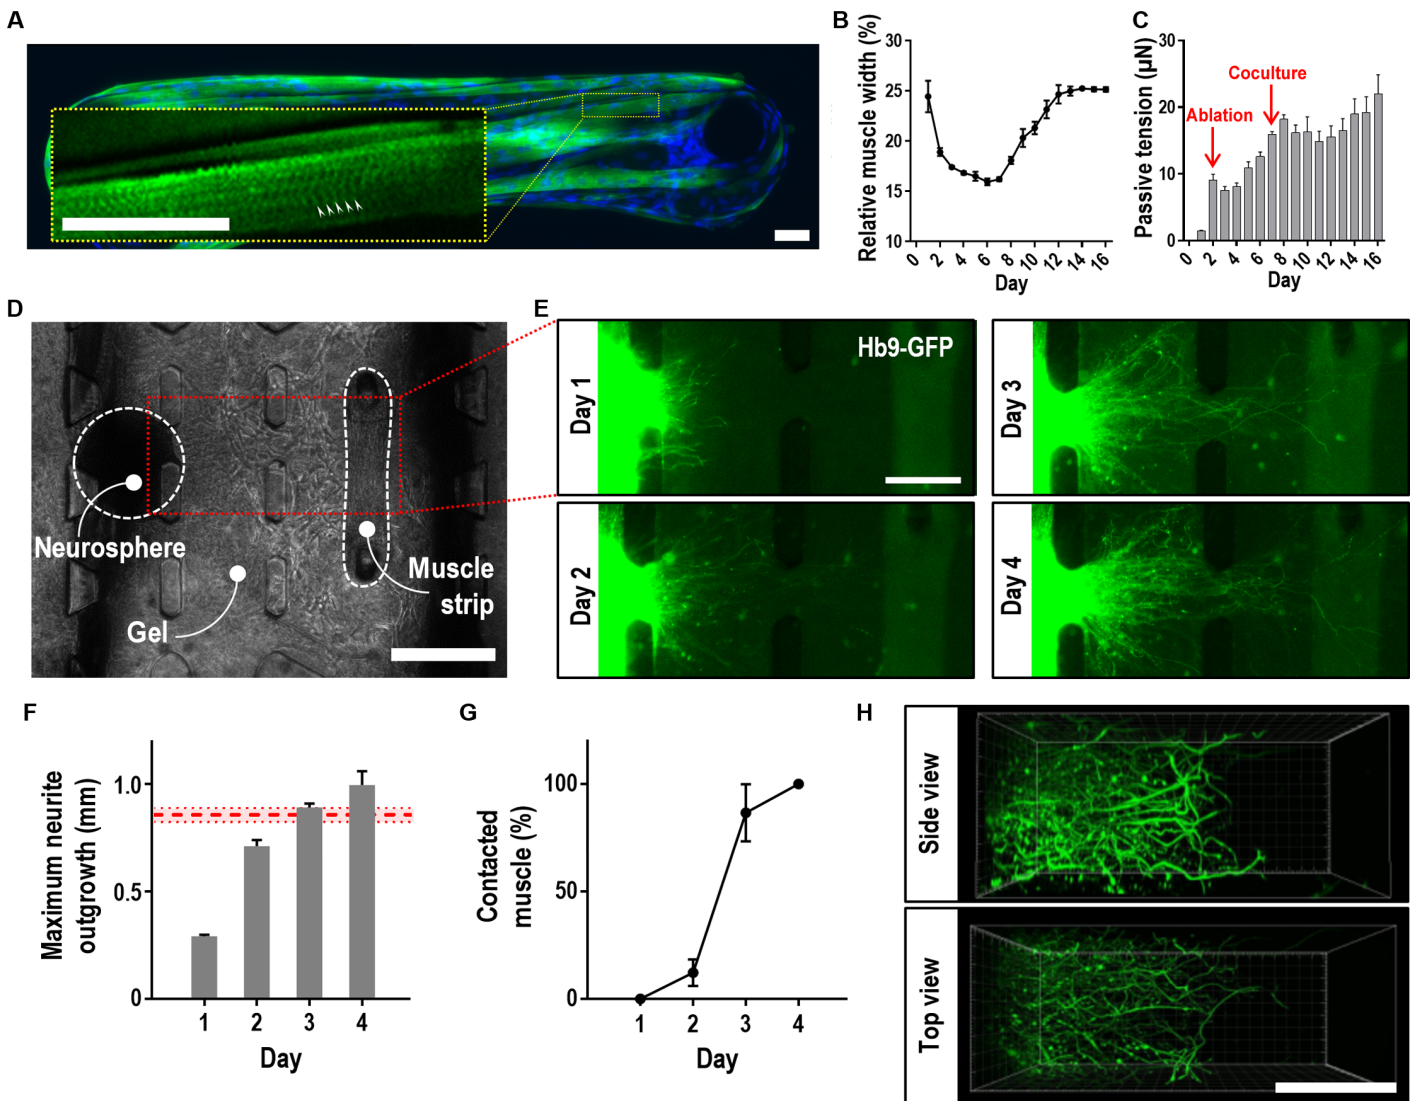 A
B
Relative muscle width (%)
30
25
20
15
10
0
2
4
6
8
10
12
14
16
Day
C
Passive tension (µN)
30
20
10
0
Coculture
Ablation
0
2
4
6
8
10
12
14
16
Day
D
Neurosphere
Gel
Muscle
strip
E
Day 1
Hb9-GFP
Day 3
Day 2
Day 4
F
Maximum neurite
outgrowth (mm)
1.0
0.5
0
1
2
3
4
Day
G
Contacted
muscle (%)
100
50
0
1
2
3
4
Day
H
Side view
Top view